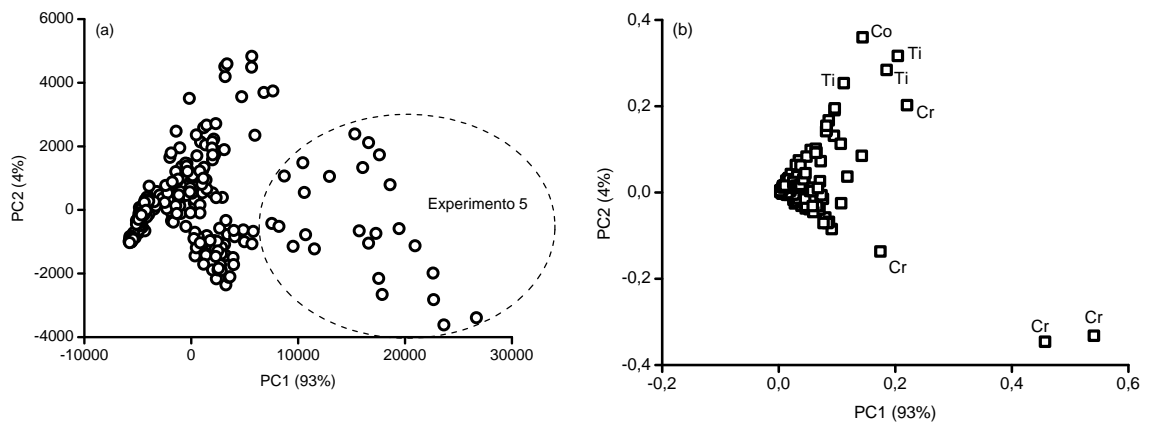 (a)
6000
4000
2000
0
-2000
-4000
PC2 (4%)
Experimento 5
-10000 0 10000 20000 30000
PC1 (93%)
(b)
0,4
0,2
0,0
-0,2
-0,4
PC2 (4%)
Co
Ti
Ti
Ti
Cr
Cr
Cr
Cr
-0,2 0,0 0,2 0,4 0,6
PC1 (93%)